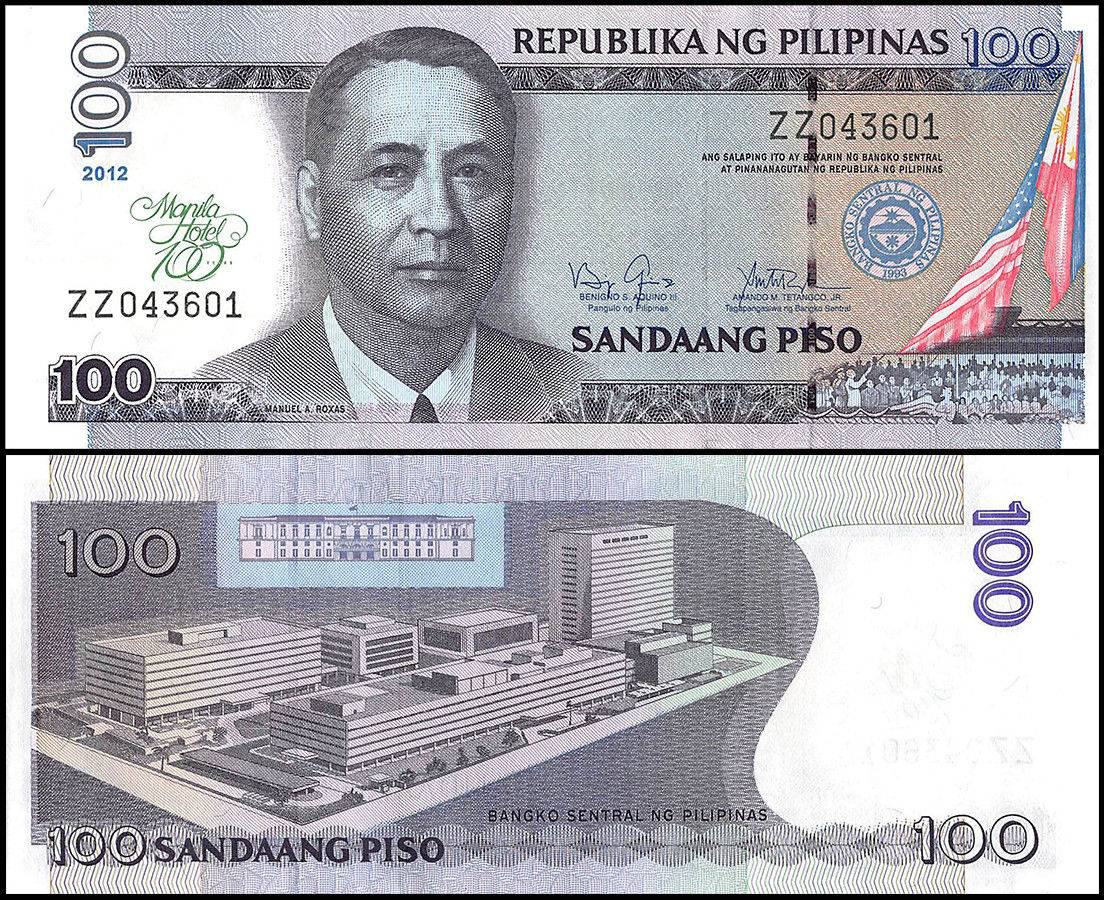 100
2012
Manila
Hotel
100
ZZ043601
100
MANUEL A. ROXAS
REPUBLIKA NG PILIPINAS 100
ZZ043601
ANG SALAPING ITO AY BAYARIN NG BANGKO SENTRAL
AT PINANANAGUTAN NG REPUBLIKA NG PILIPINAS
BANGKO SENTRAL NG PILIPINAS
1993
BENIGNO S. AQUINO III
Pangulo ng Pilipinas
AMANDO M. TETANGCO, JR.
Tagapangasiwa ng Bangko Sentral
SANDAANG PISO
100
100
BANGKO SENTRAL NG PILIPINAS
100 SANDAANG PISO
100